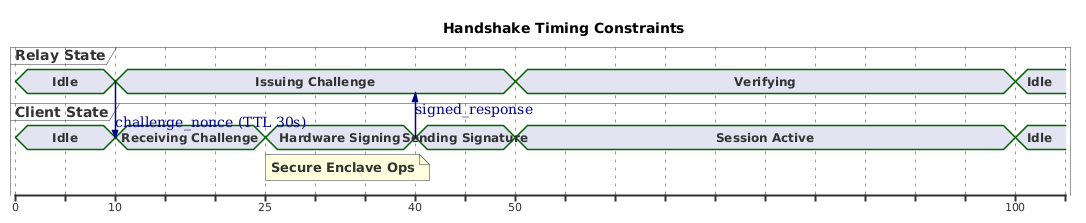 Handshake Timing Constraints
Relay State
Idle
Issuing Challenge
Verifying
Idle
signed_response
Client State
challenge_nonce (TTL 30s)
Idle
Receiving Challenge
Hardware Signing
Sending Signature
Session Active
Idle
Secure Enclave Ops
0
10
25
40
50
100